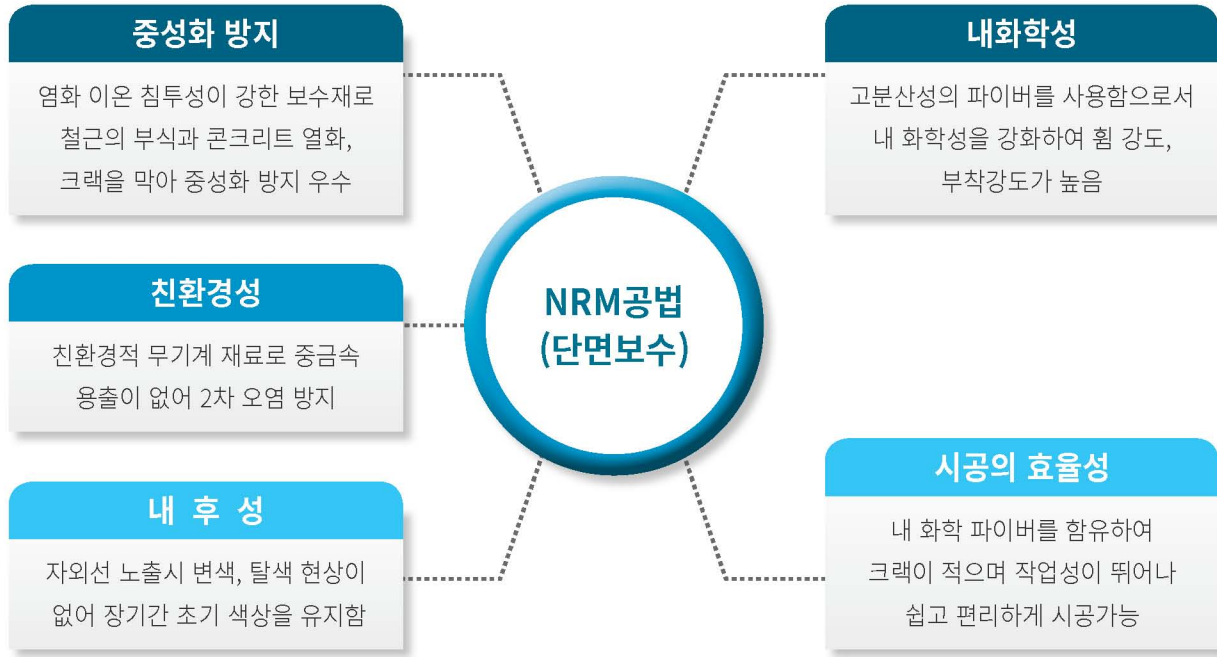 중성화 방지
염화 이온 침투성이 강한 보수재로
철근의 부식과 콘크리트 열화,
크랙을 막아 중성화 방지 우수
친환경성
친환경적 무기계 재료로 중금속
용출이 없어 2차 오염 방지
내 후 성
자외선 노출시 변색, 탈색 현상이
없어 장기간 초기 색상을 유지함
NRM공법
(단면보수)
내화학성
고분산성의 파이버를 사용함으로서
내 화학성을 강화하여 휨 강도,
부착강도가 높음
시공의 효율성
내 화학 파이버를 함유하여
크랙이 적으며 작업성이 뛰어나
쉽고 편리하게 시공가능